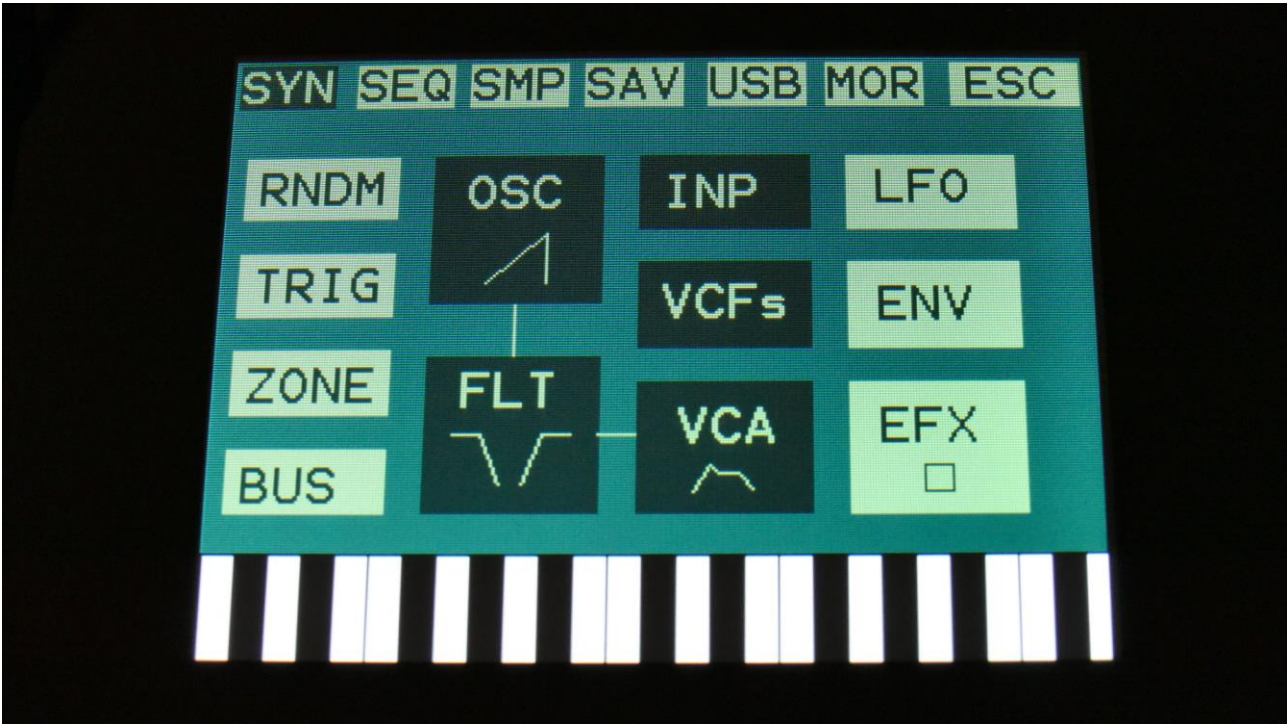 SYN SEQ SMP SAV USB MOR ESC
RNDM OSC INP LFO
TRIG VCFs ENV
ZONE FLT VCA EFX
BUS